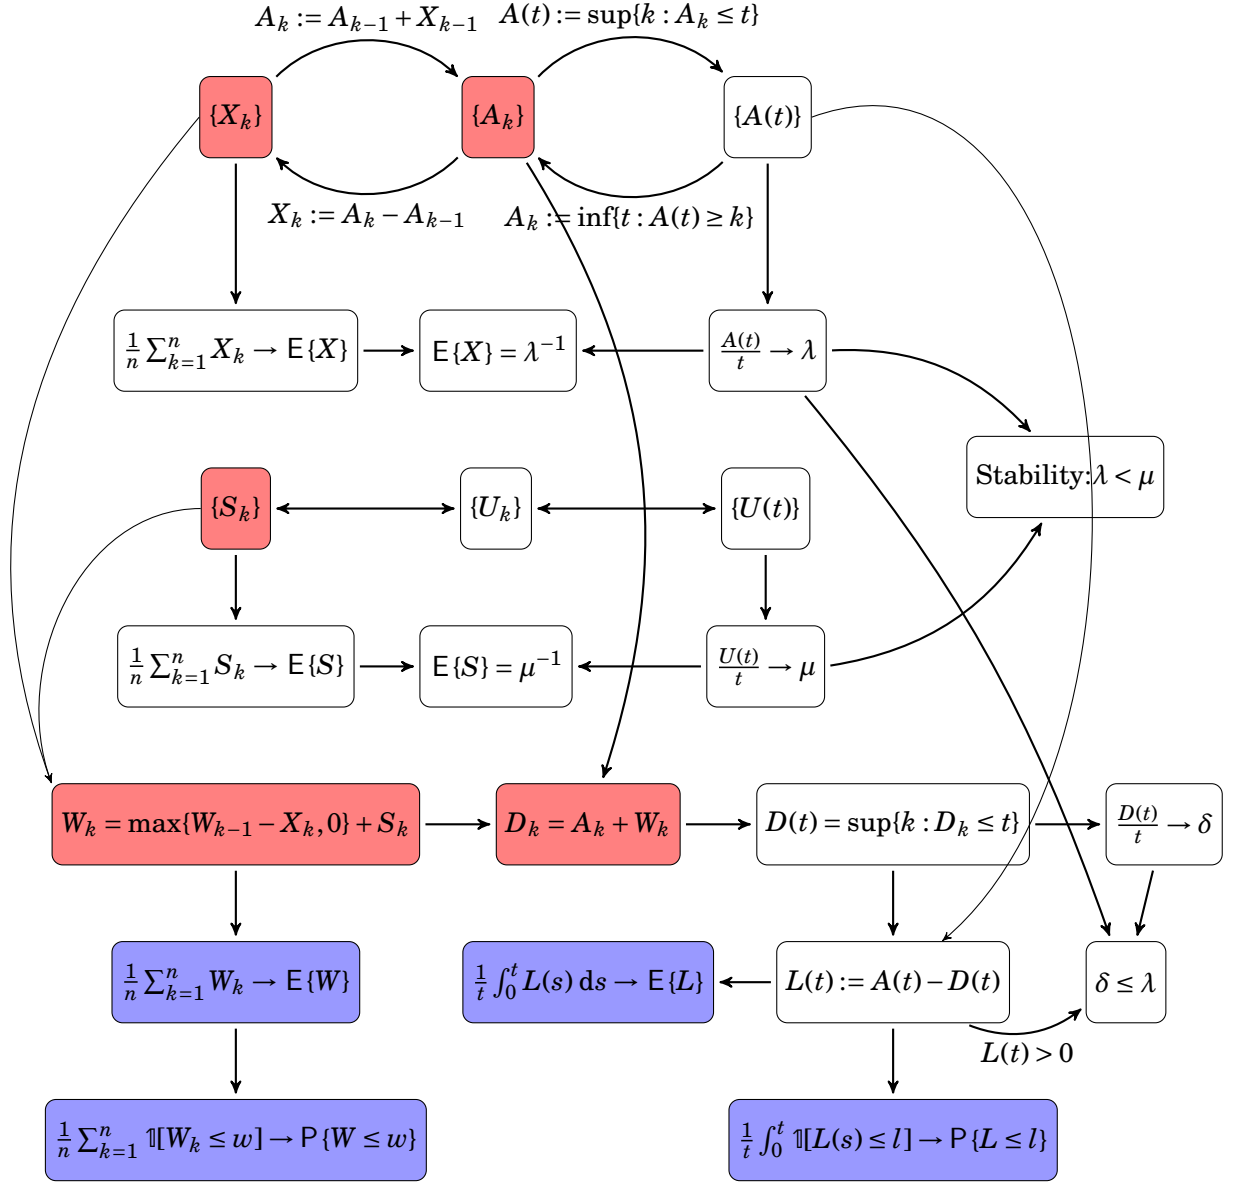 A_k := A_{k−1} + X_{k−1}
A(t) := sup{k : A_k ≤ t}
{X_k}
{A_k}
{A(t)}
X_k := A_k − A_{k−1}
A_k := inf{t : A(t) ≥ k}
1/n ∑_{k=1}^n X_k → E{X}
E{X} = λ^{−1}
A(t)/t → λ
Stability: λ < μ
{S_k}
{U_k}
{U(t)}
1/n ∑_{k=1}^n S_k → E{S}
E{S} = μ^{−1}
U(t)/t → μ
W_k = max{W_{k−1} − X_k, 0} + S_k
D_k = A_k + W_k
D(t) = sup{k : D_k ≤ t}
D(t)/t → δ
1/n ∑_{k=1}^n W_k → E{W}
1/t ∫_0^t L(s) ds → E{L}
L(t) := A(t) − D(t)
δ ≤ λ
L(t) > 0
1/n ∑_{k=1}^n 𝟙[W_k ≤ w] → P{W ≤ w}
1/t ∫_0^t 𝟙[L(s) ≤ l] → P{L ≤ l}